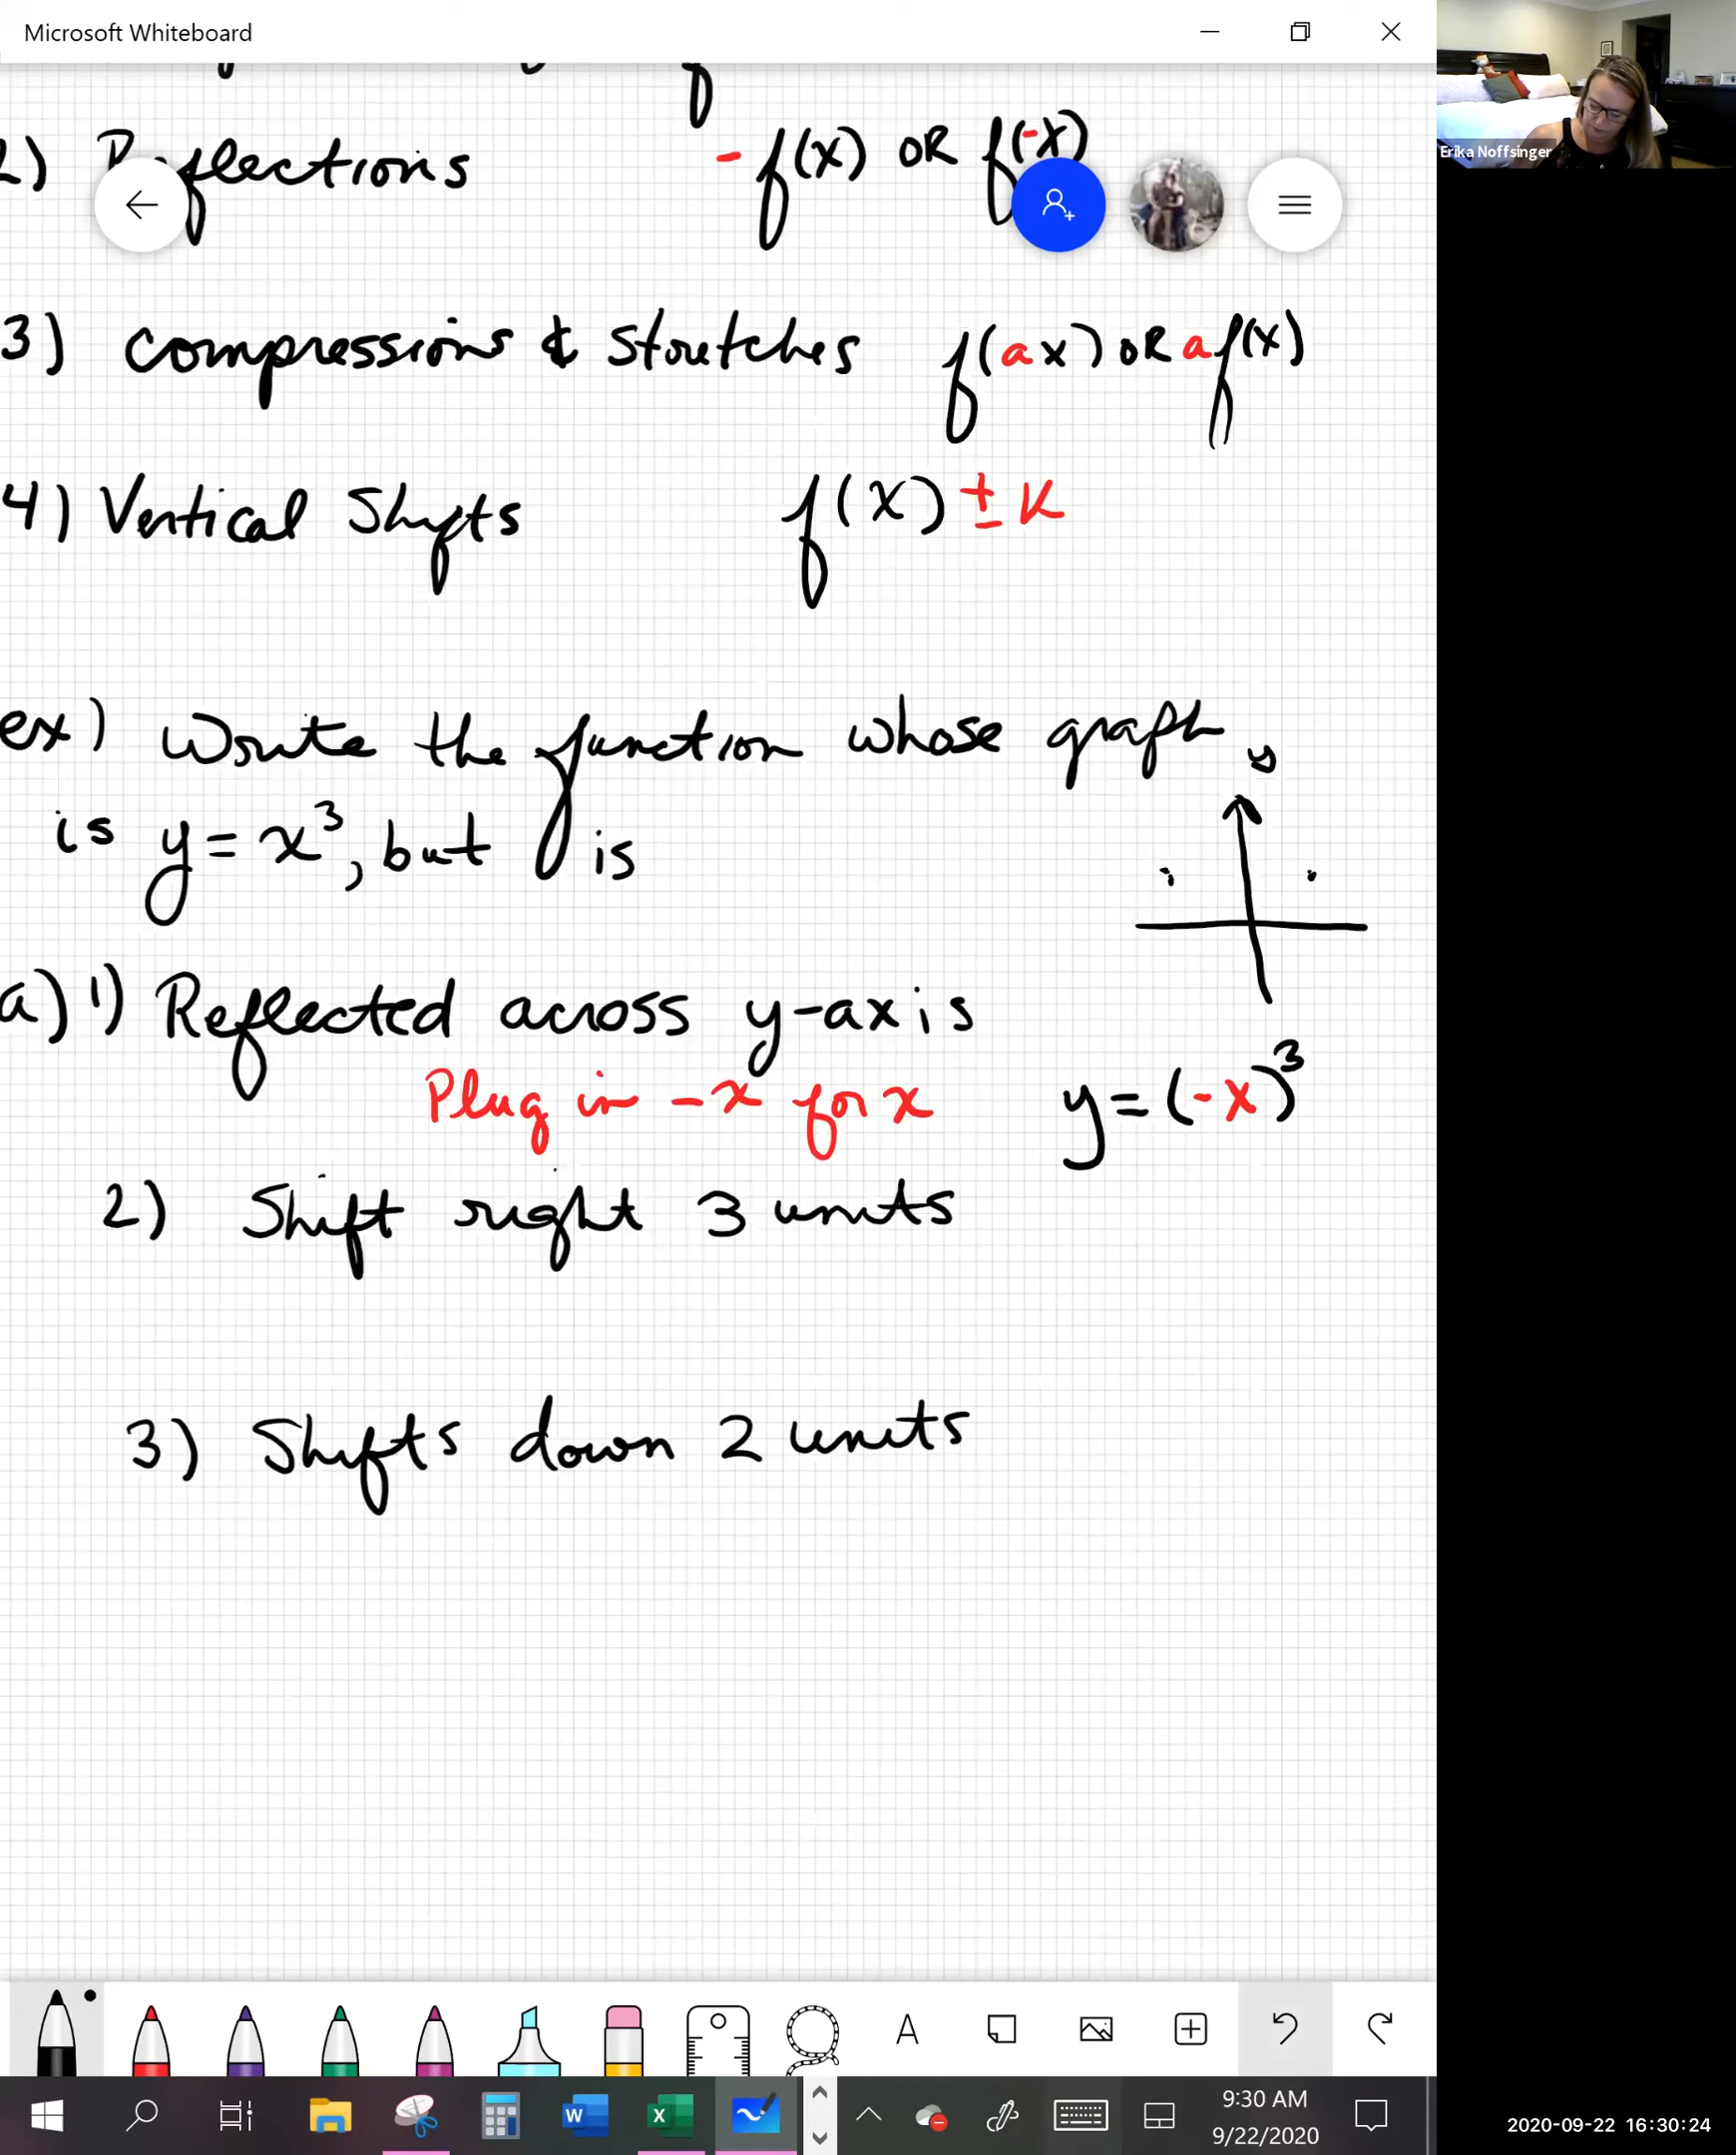 Microsoft Whiteboard
Erika Noffsinger
2) Reflections -f(x) OR f(-x)
3) compressions & stretches f(ax) OR af(x)
4) Vertical Shifts f(x) ± K
ex) Write the function whose graph
y
is y = x³, but is
a) 1) Reflected across y-axis
Plug in -x for x y = (-x)³
2) Shift right 3 units
3) Shifts down 2 units
9:30 AM
9/22/2020
2020-09-22 16:30:24